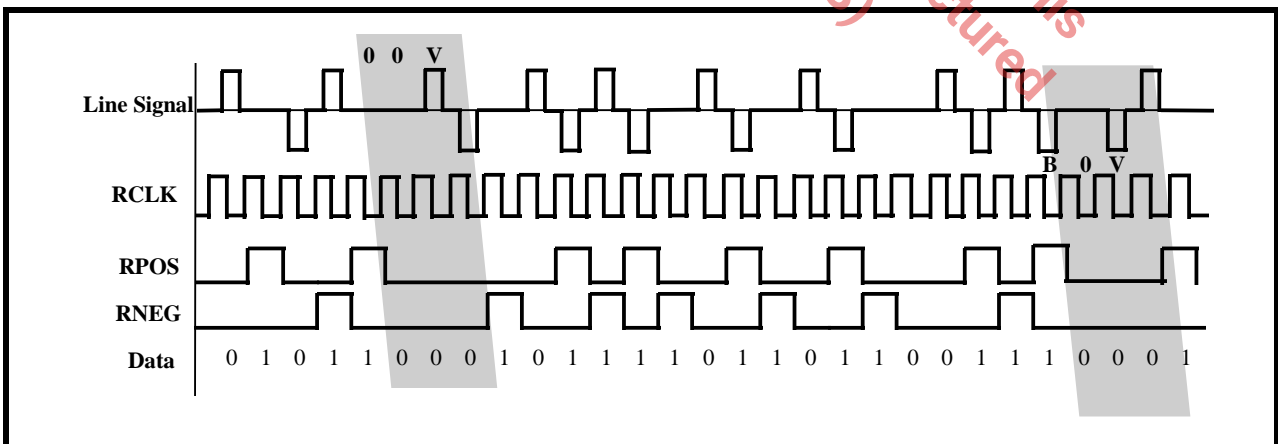 s) ctured
0 0 V
Line Signal
B 0 V
RCLK
RPOS
RNEG
Data 0 1 0 1 1 0 0 0 1 0 1 1 1 1 0 1 1 0 1 1 0 0 1 1 1 0 0 0 1